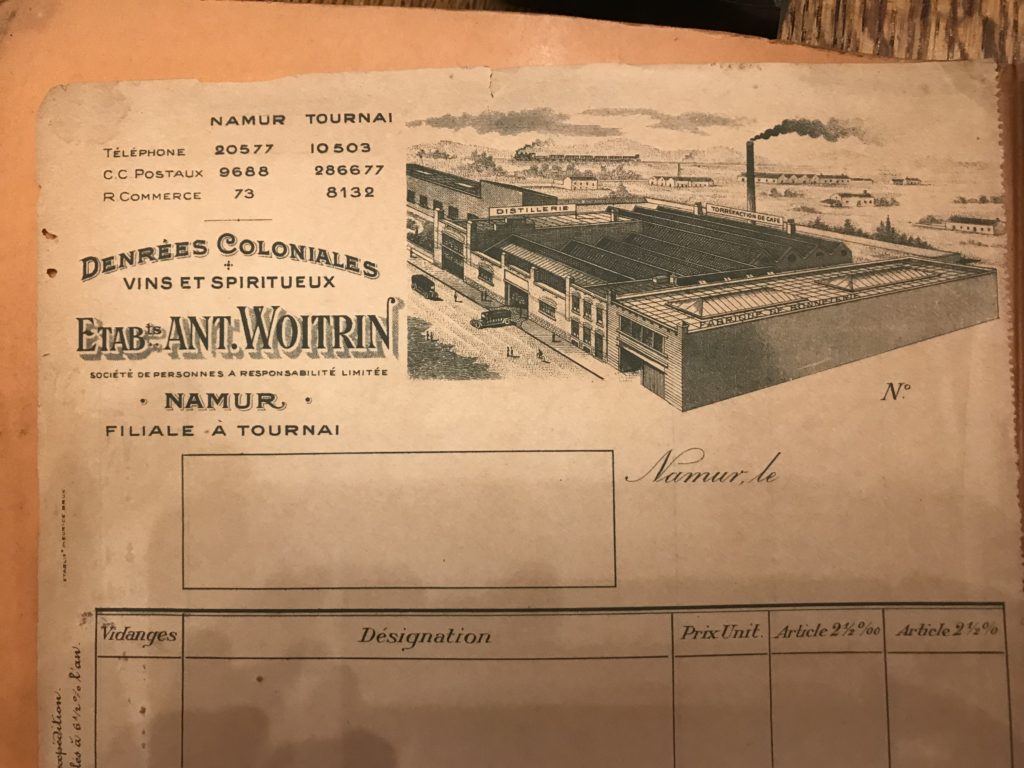 NAMUR TOURNAI
TÉLÉPHONE 20577 10503
C.C POSTAUX 9688 286677
R COMMERCE 73 8132
DENRÉES COLONIALES
+
VINS ET SPIRITUEUX
ETABts ANT. WOITRIN
SOCIÉTÉ DE PERSONNES A RESPONSABILITÉ LIMITÉE
• NAMUR •
FILIALE À TOURNAI
DISTILLERIE
TORRÉFACTION DE CAFÉ
FABRIQUE DE BONNETERIE
N°
Namur, le
Vidanges Désignation Prix Unit. Article 2½‰ Article 2½%